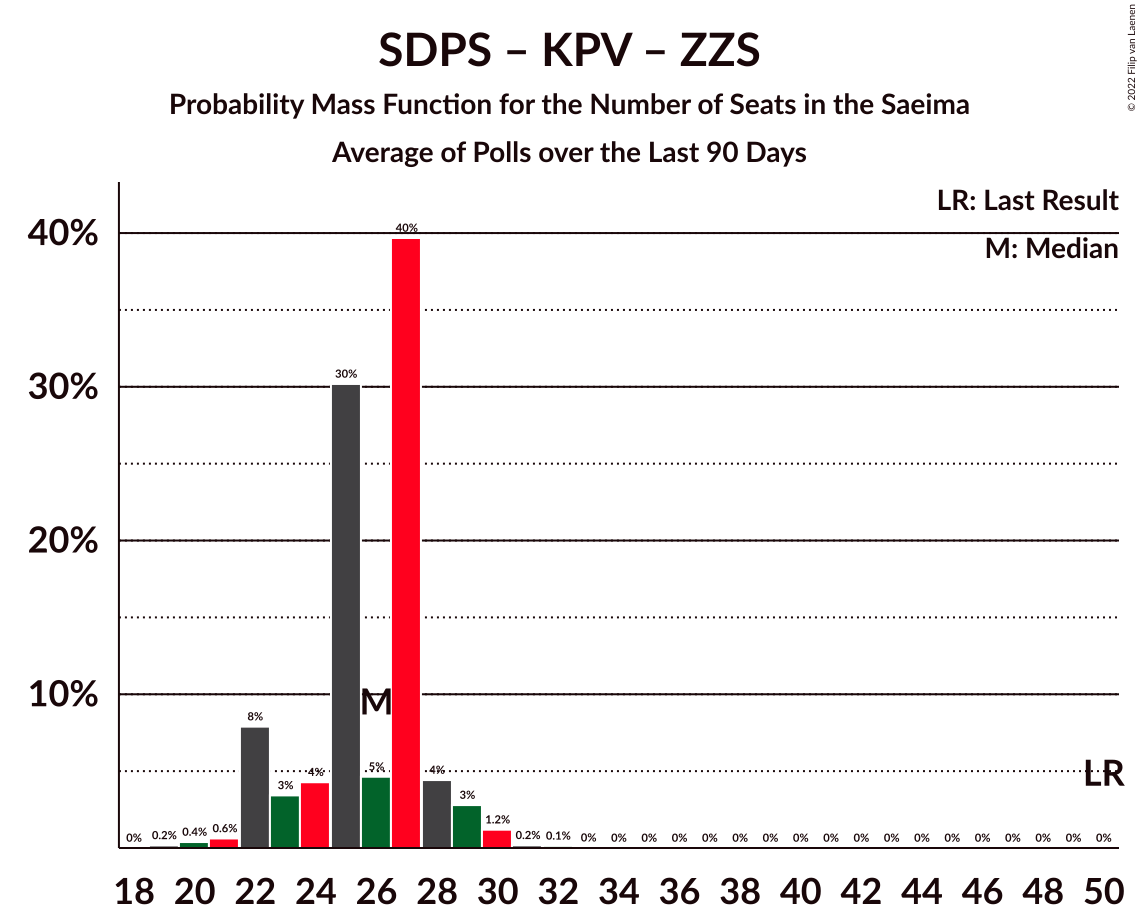 SDPS – KPV – ZZS
Probability Mass Function for the Number of Seats in the Saeima
Average of Polls over the Last 90 Days
© 2022 Filip van Laenen
LR: Last Result
M: Median
40%
30%
20%
10%
0% 0.2% 0.4% 0.6% 8% 3% 4% 30% 5% 40% 4% 3% 1.2% 0.2% 0.1% 0% 0% 0% 0% 0% 0% 0% 0% 0% 0% 0% 0% 0% 0% 0% 0% 0% 0%
M
LR
18 20 22 24 26 28 30 32 34 36 38 40 42 44 46 48 50